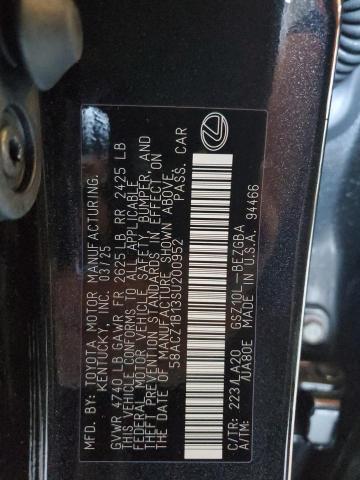 MANUFACTURING.
TOYOTA MOTOR
KENTUCKY, INC. 03/25
GVWR 4740 LB GAWR FR 2625 LB RR 2425 LB
THIS VEHICLE CONFORMS TO ALL APPLICABLE
FEDERAL MOTOR VEHICLE SAFETY, BUMPER, AND
THEFT PREVENTION STANDARDS IN EFFECT ON
THE DATE OF MANUFACTURE SHOWN ABOVE.
58ACZ1B13SU200952 PASS. CAR
C/TR: 223/LA20 GSZ10L-BEZGBA
A/TM: /UA80E MADE IN U.S.A. 94466